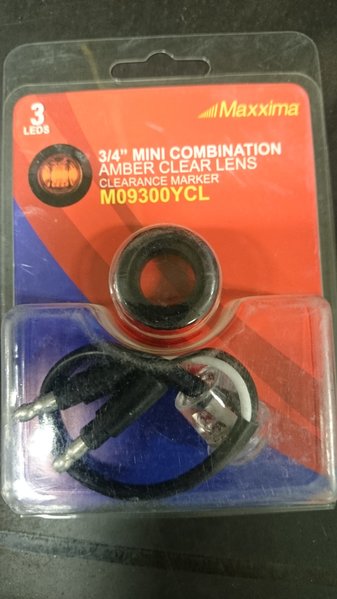 3
LEDS
Maxxima
3/4" MINI COMBINATION
AMBER CLEAR LENS
CLEARANCE MARKER
M09300YCL